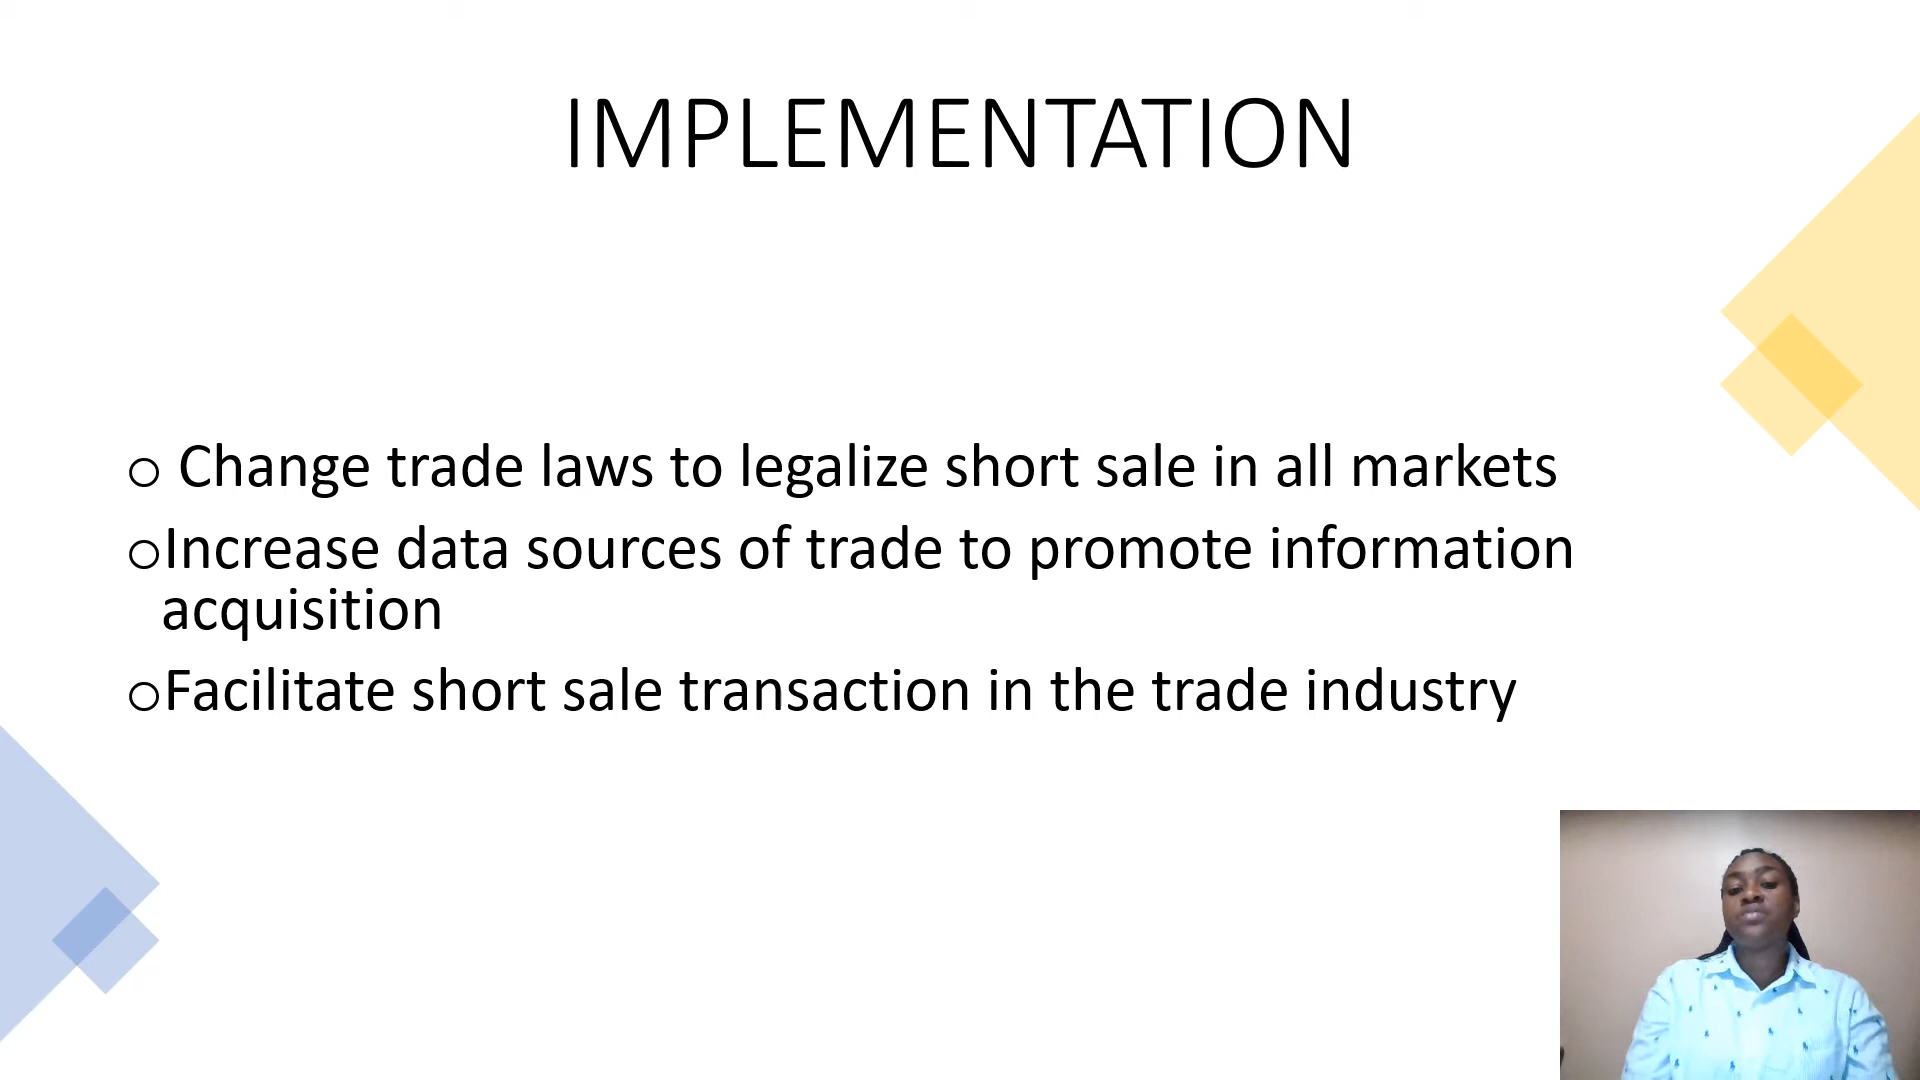 IMPLEMENTATION
o Change trade laws to legalize short sale in all markets
oIncrease data sources of trade to promote information
acquisition
oFacilitate short sale transaction in the trade industry